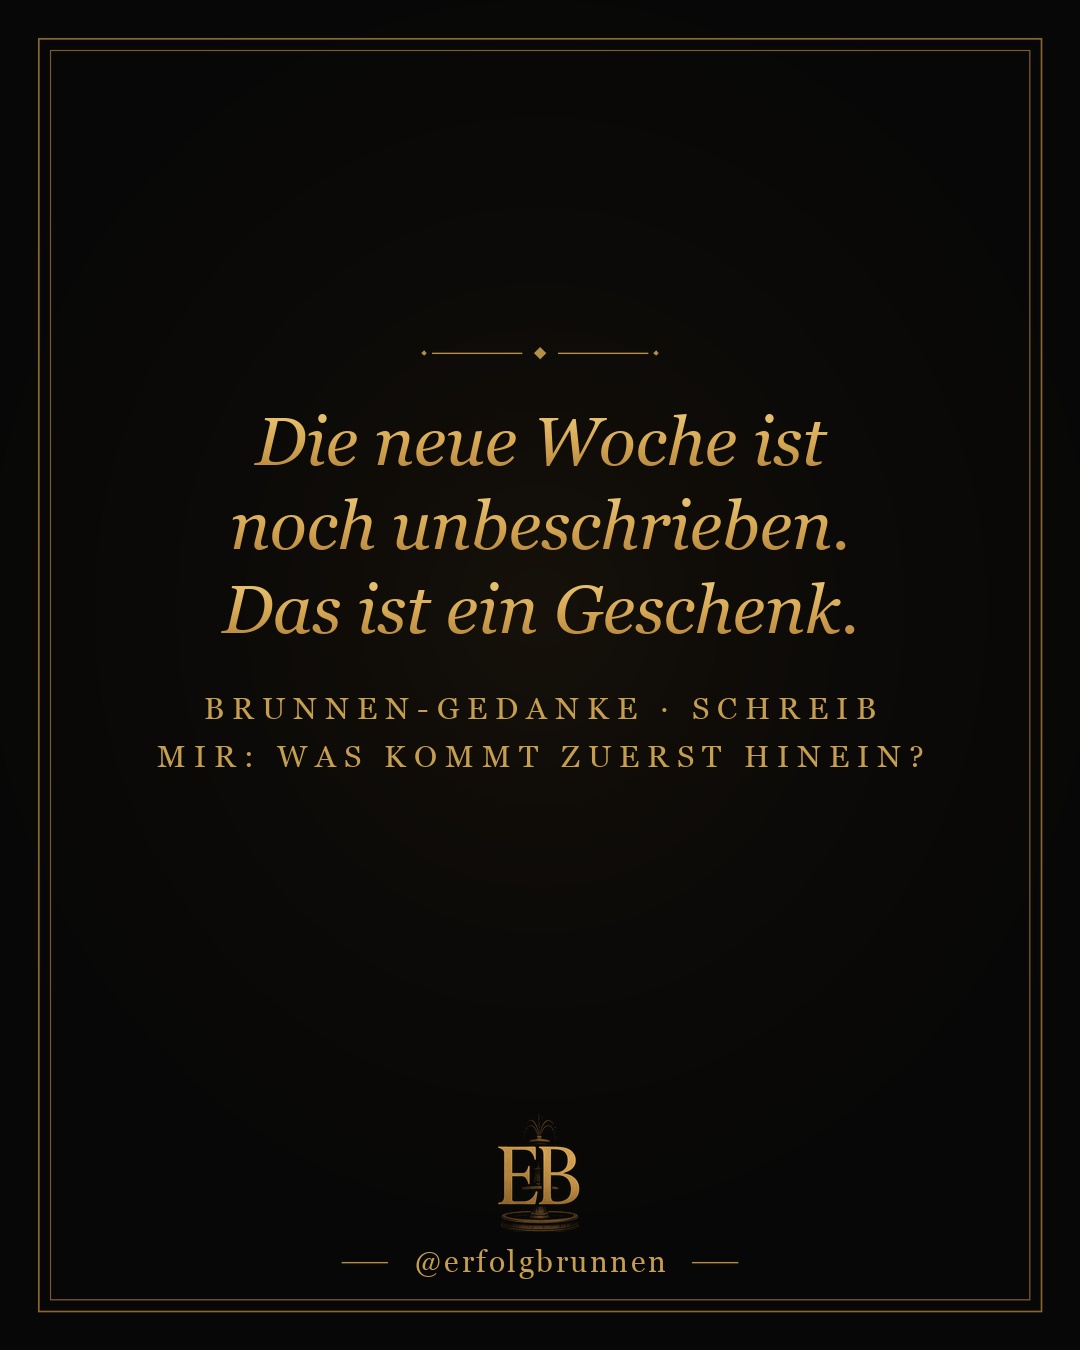 Die neue Woche ist
noch unbeschrieben.
Das ist ein Geschenk.
BRUNNEN-GEDANKE · SCHREIB
MIR: WAS KOMMT ZUERST HINEIN?
EB
@erfolgbrunnen